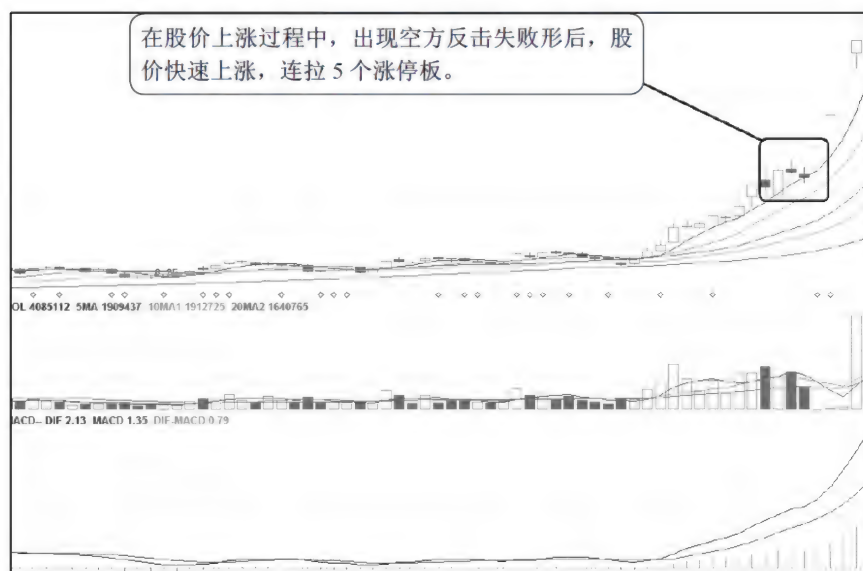 在股价上涨过程中，出现空方反击失败形后，股
价快速上涨，连拉5个涨停板。
OL 4085112 5MA 1909437 10MA1 1912725 20MA2 1640765
MACD-- DIF 2.13 MACD 1.35 DIF-MACD 0.79